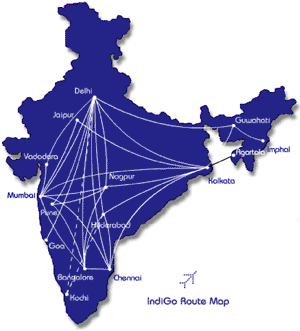 Delhi
Jaipur
Guwahati
Imphal
Agartala
Vadodara
Nagpur
Kolkata
Mumbai
Pune
Hyderabad
Goa
Bangalore
Chennai
Kochi
IndiGo Route Map